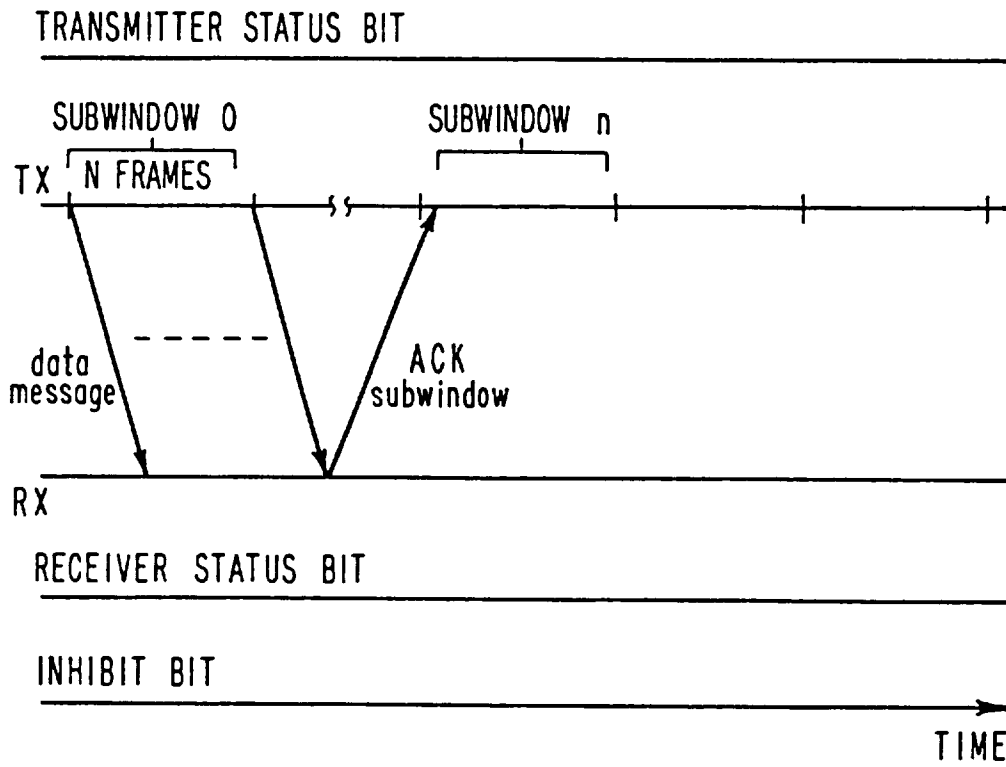 TRANSMITTER STATUS BIT
SUBWINDOW 0
SUBWINDOW n
TX
N FRAMES
data
message
ACK
subwindow
RX
RECEIVER STATUS BIT
INHIBIT BIT
TIME